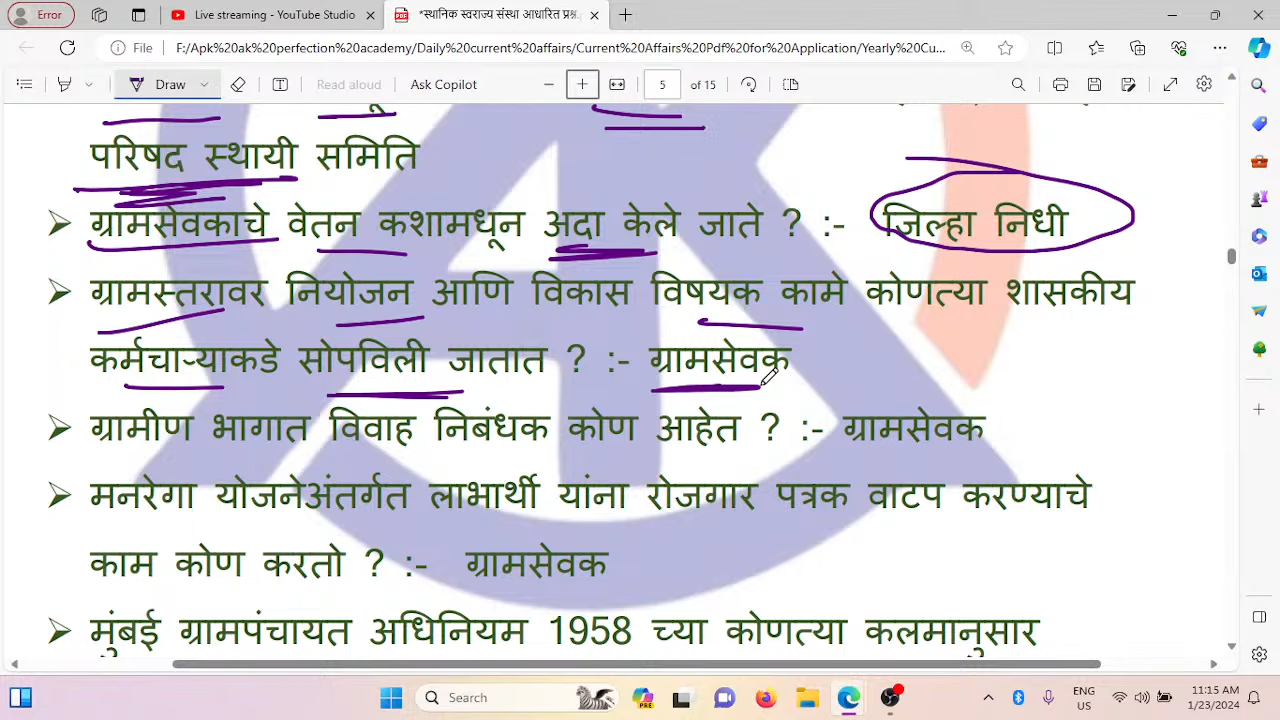 Error
Live streaming - YouTube Studio
*स्थानिक स्वराज्य संस्था आधारित प्रश्न.
File
F:/Apk%20ak%20perfection%20academy/Daily%20current%20affairs/Current%20Affairs%20Pdf%20for%20Application/Yearly%20Cu...
Draw
Read aloud
Ask Copilot
5 of 15
परिषद स्थायी समिति
➢ ग्रामसेवकाचे वेतन कशामधून अदा केले जाते ? :- जिल्हा निधी
➢ ग्रामस्तरावर नियोजन आणि विकास विषयक कामे कोणत्या शासकीय
कर्मचाऱ्याकडे सोपविली जातात ? :- ग्रामसेवक
➢ ग्रामीण भागात विवाह निबंधक कोण आहेत ? :- ग्रामसेवक
➢ मनरेगा योजनेअंतर्गत लाभार्थी यांना रोजगार पत्रक वाटप करण्याचे
काम कोण करतो ? :- ग्रामसेवक
➢ मुंबई ग्रामपंचायत अधिनियम 1958 च्या कोणत्या कलमानुसार
Search
PRE
ENG
US
11:15 AM
1/23/2024